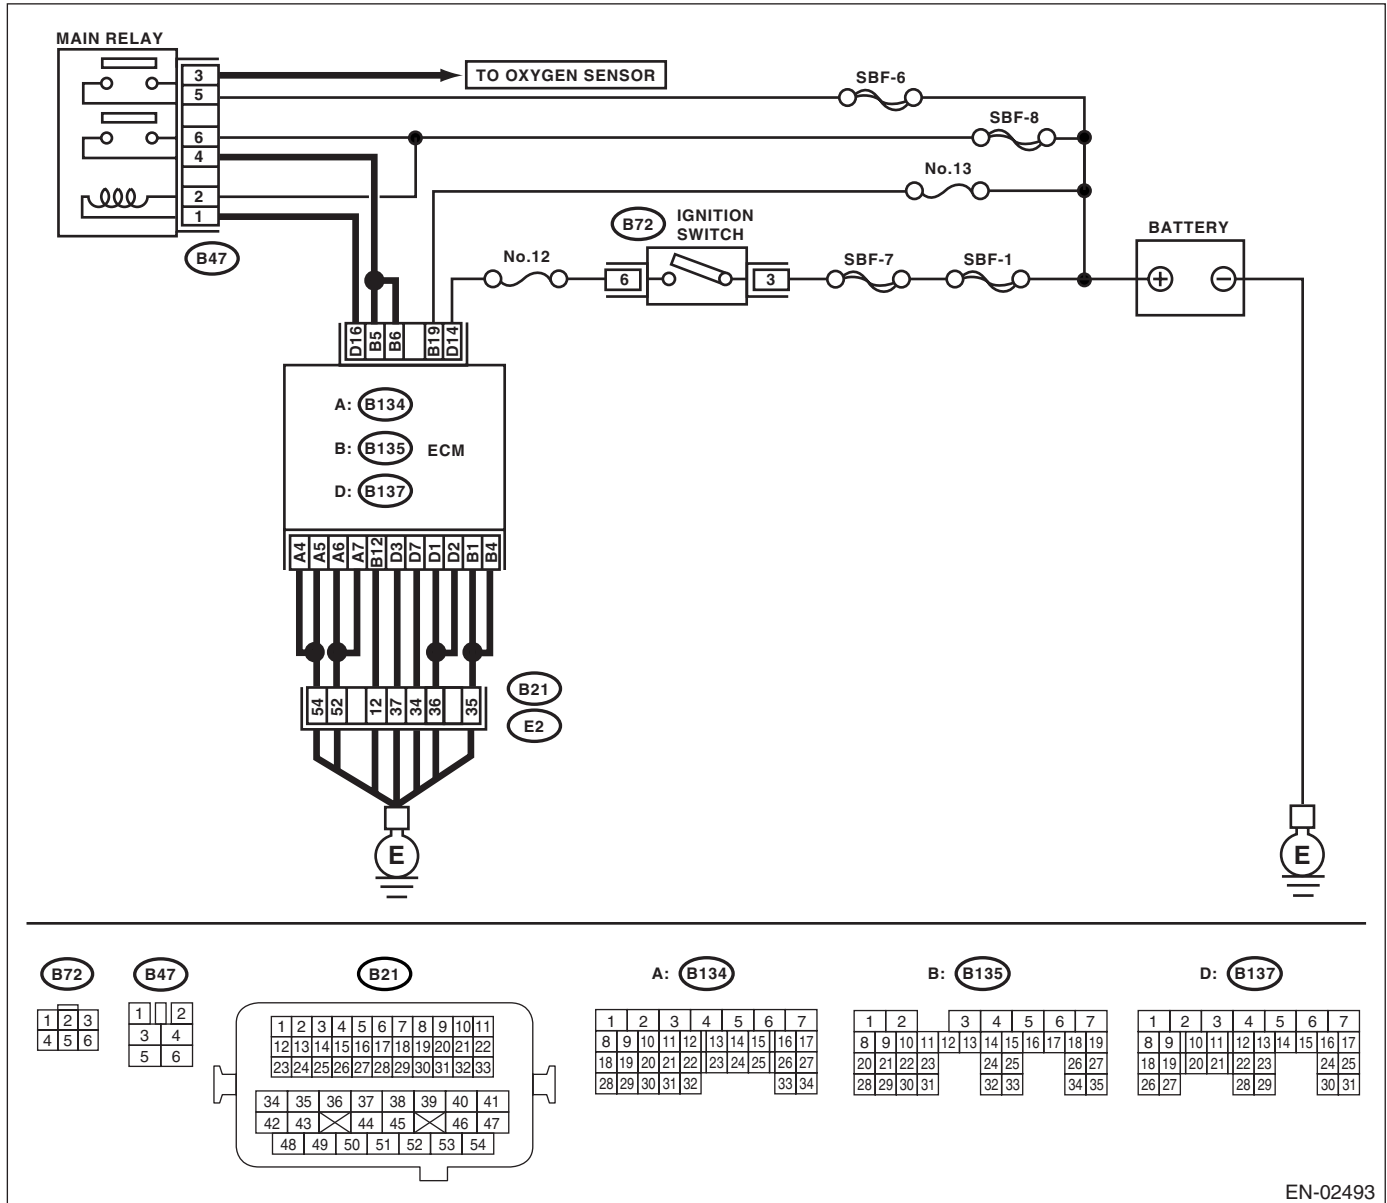 MAIN RELAY
3
TO OXYGEN SENSOR
5
SBF-6
6
SBF-8
4
No.13
2
1
B47
B72
IGNITION
SWITCH
No.12
6
3
SBF-7
SBF-1
BATTERY
+ −
D16 B5 B6 B19 D14
A: B134
B: B135 ECM
D: B137
A4 A5 A6 A7 B12 D3 D7 D1 D2 B1 B4
54 52 12 37 34 36 35
B21
E2
E
E
B72
1 2 3
4 5 6
B47
1 2
3 4
5 6
B21
1 2 3 4 5 6 7 8 9 10 11
12 13 14 15 16 17 18 19 20 21 22
23 24 25 26 27 28 29 30 31 32 33
34 35 36 37 38 39 40 41
42 43 44 45 46 47
48 49 50 51 52 53 54
A: B134
1 2 3 4 5 6 7
8 9 10 11 12 13 14 15 16 17
18 19 20 21 22 23 24 25 26 27
28 29 30 31 32 33 34
B: B135
1 2 3 4 5 6 7
8 9 10 11 12 13 14 15 16 17 18 19
20 21 22 23 24 25 26 27
28 29 30 31 32 33 34 35
D: B137
1 2 3 4 5 6 7
8 9 10 11 12 13 14 15 16 17
18 19 20 21 22 23 24 25
26 27 28 29 30 31
EN-02493